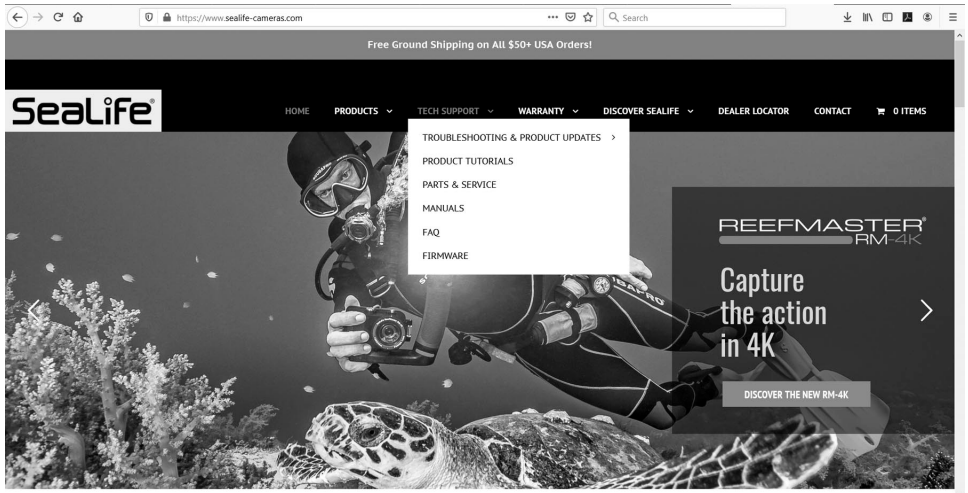 https://www.sealife-cameras.com
Search
Free Ground Shipping on All $50+ USA Orders!
SeaLife®
HOME
PRODUCTS
TECH SUPPORT
WARRANTY
DISCOVER SEALIFE
DEALER LOCATOR
CONTACT
0 ITEMS
TROUBLESHOOTING & PRODUCT UPDATES
PRODUCT TUTORIALS
PARTS & SERVICE
MANUALS
FAQ
FIRMWARE
REEFMASTER®
RM-4K
Capture
the action
in 4K
DISCOVER THE NEW RM-4K